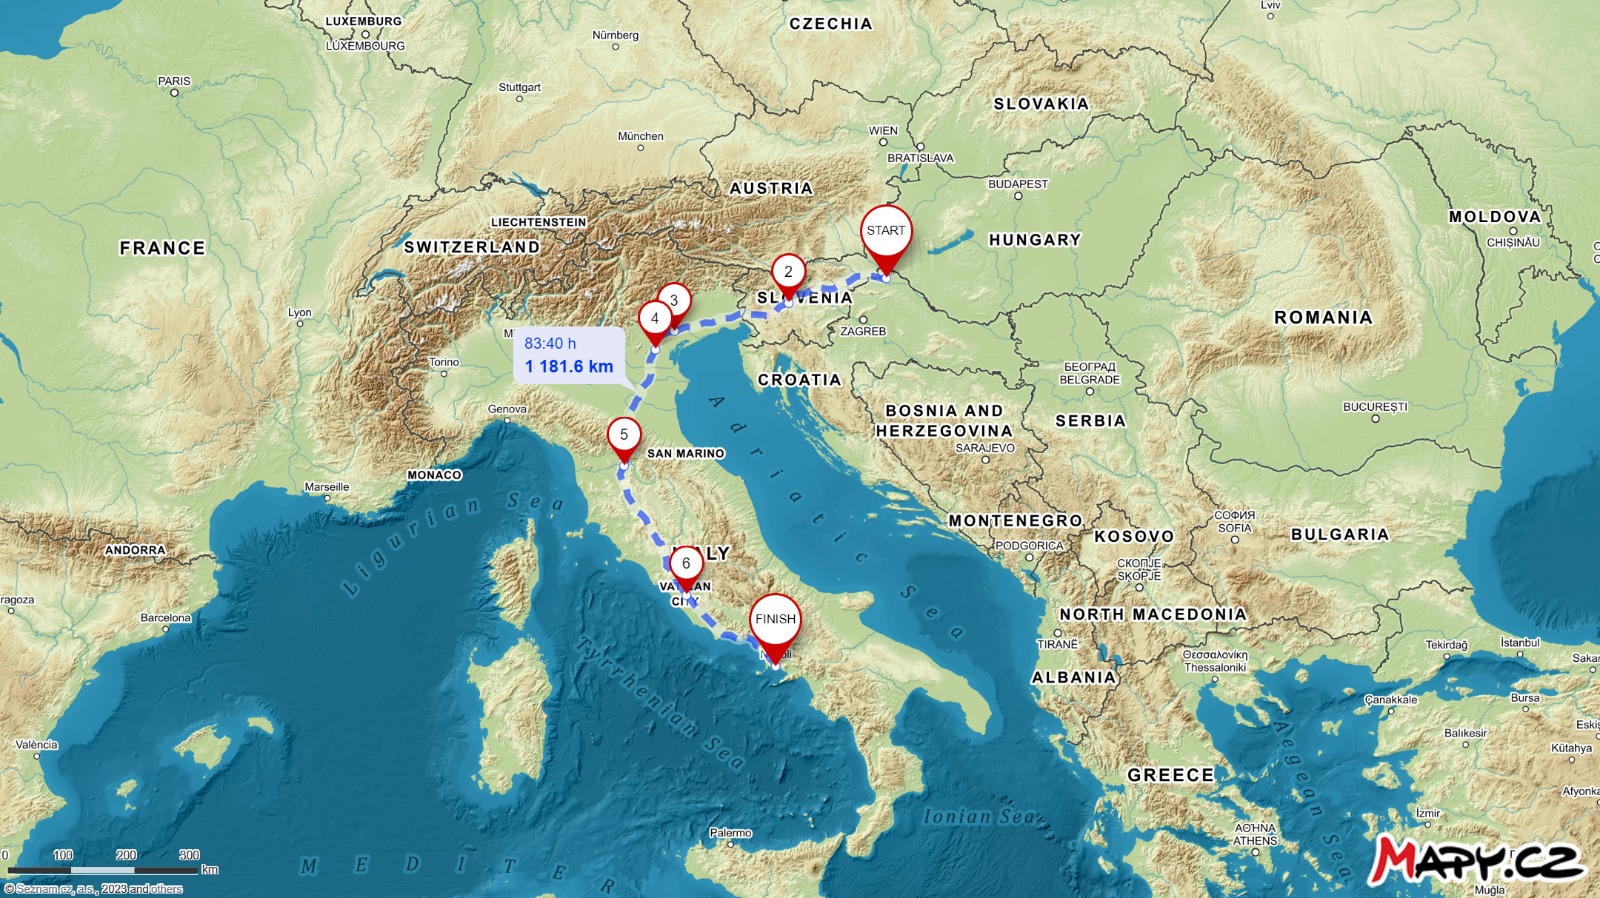 LUXEMBURG
LUXEMBOURG
CZECHIA
Lviv
Nürnberg
PARIS
Stuttgart
SLOVAKIA
München
WIEN
BRATISLAVA
AUSTRIA
BUDAPEST
LIECHTENSTEIN
MOLDOVA
CHIȘINĂU
FRANCE
SWITZERLAND
START
HUNGARY
2
SLOVENIA
3
4
Lyon
ZAGREB
ROMANIA
83:40 h
1 181.6 km
Torino
БЕОГРАД
BELGRADE
CROATIA
Genova
BUCUREȘTI
BOSNIA AND
HERZEGOVINA
SARAJEVO
SERBIA
5
SAN MARINO
Adriatic Sea
MONACO
Marseille
Ligurian Sea
MONTENEGRO
PODGORICA
KOSOVO
СОФИЯ
SOFIA
BULGARIA
ANDORRA
ITALY
6
VATICAN
CITY
СКОПЈЕ
SKOPJE
Barcelona
FINISH
NORTH MACEDONIA
TIRANË
Napoli
Tyrrhenian Sea
ALBANIA
Θεσσαλονίκη
Thessaloniki
Tekirdağ
İstanbul
Çanakkale
Bursa
València
Balıkesir
Kütahya
Aegean Sea
GREECE
Ionian Sea
İzmir
Palermo
ΑΘΗΝΑ
ATHENS
0 100 200 300
km
MEDITER
© Seznam.cz, a.s., 2023 and others
MAPY.CZ
Muğla